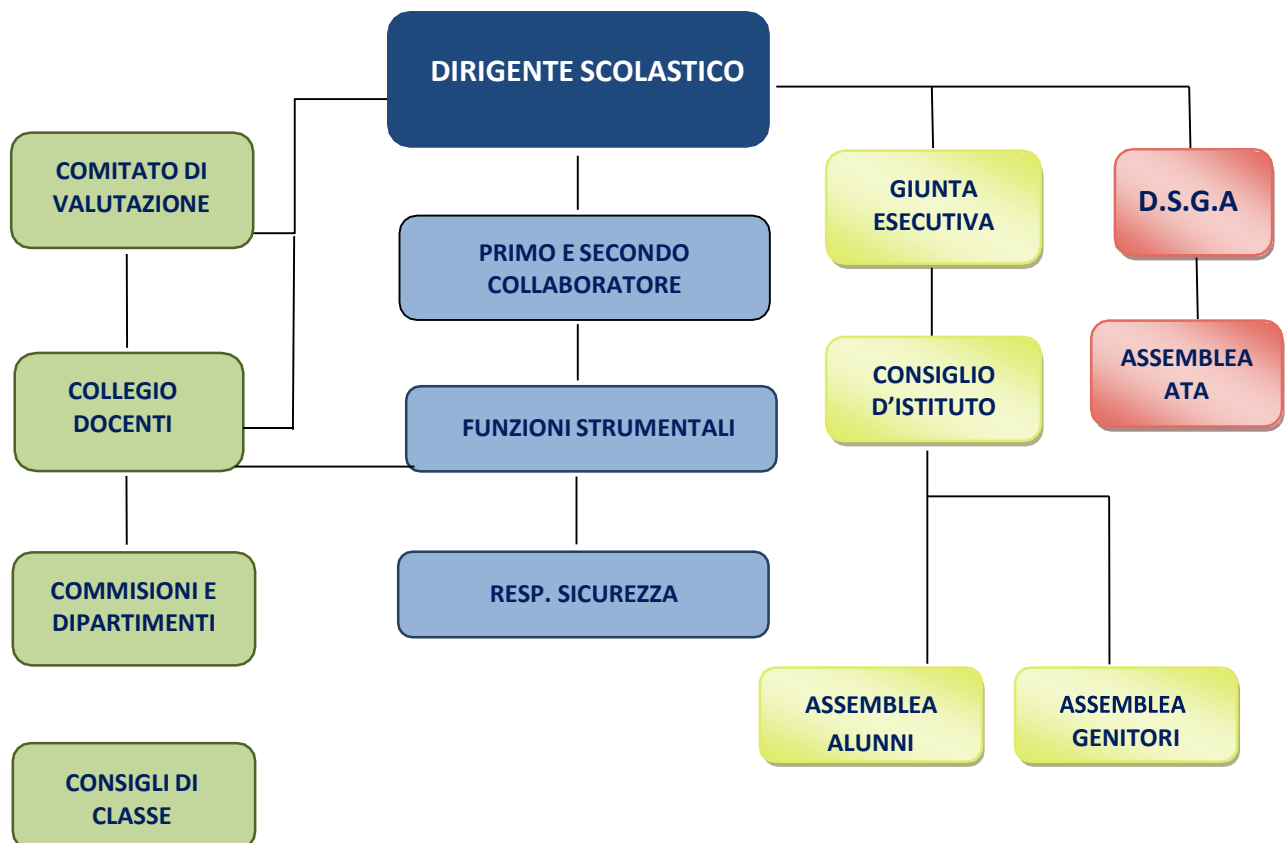 DIRIGENTE SCOLASTICO
COMITATO DI
VALUTAZIONE
GIUNTA
ESECUTIVA
D.S.G.A
PRIMO E SECONDO
COLLABORATORE
COLLEGIO
DOCENTI
FUNZIONI STRUMENTALI
CONSIGLIO
D’ISTITUTO
ASSEMBLEA
ATA
COMMISIONI E
DIPARTIMENTI
RESP. SICUREZZA
ASSEMBLEA
ALUNNI
ASSEMBLEA
GENITORI
CONSIGLI DI
CLASSE